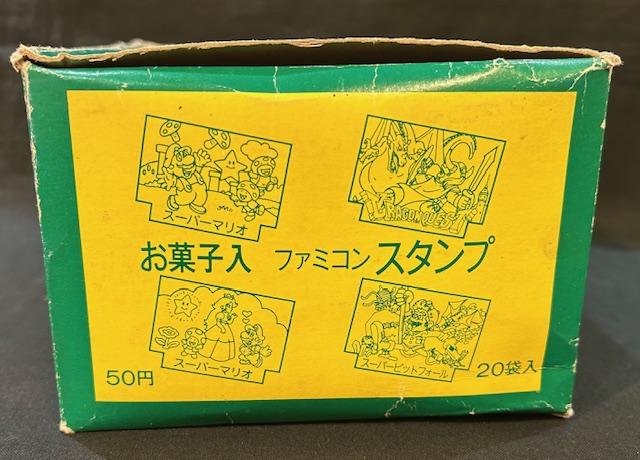 スーパーマリオ
DRAGON QUEST
お菓子入 ファミコン スタンプ
スーパーマリオ
スーパーピットフォール
50円
20袋入